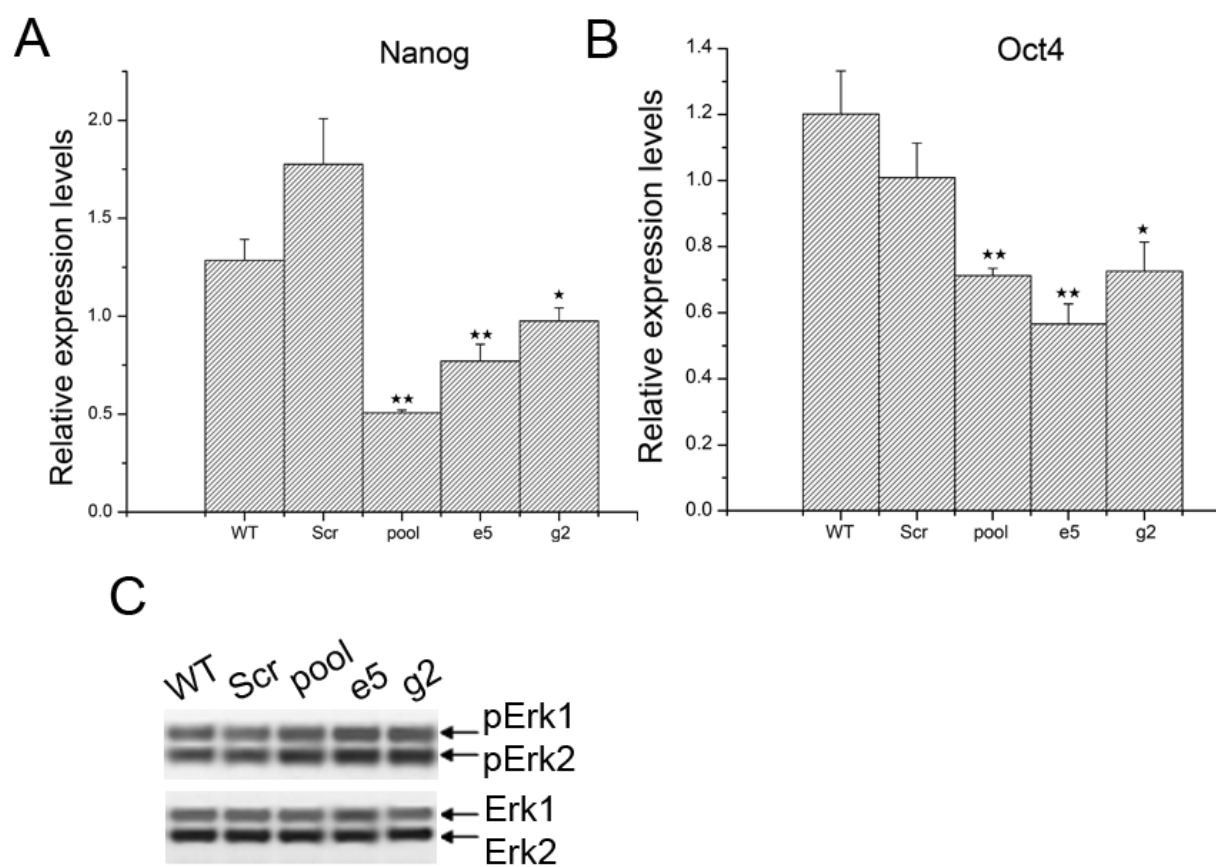 A
Nanog
Relative expression levels
2.0
1.5
1.0
0.5
0.0
★★
★★
★
WT Scr pool e5 g2
B
Oct4
Relative expression levels
1.4
1.2
1.0
0.8
0.6
0.4
0.2
0.0
★★
★★
★
WT Scr pool e5 g2
C
WT Scr pool e5 g2
pErk1
pErk2
Erk1
Erk2